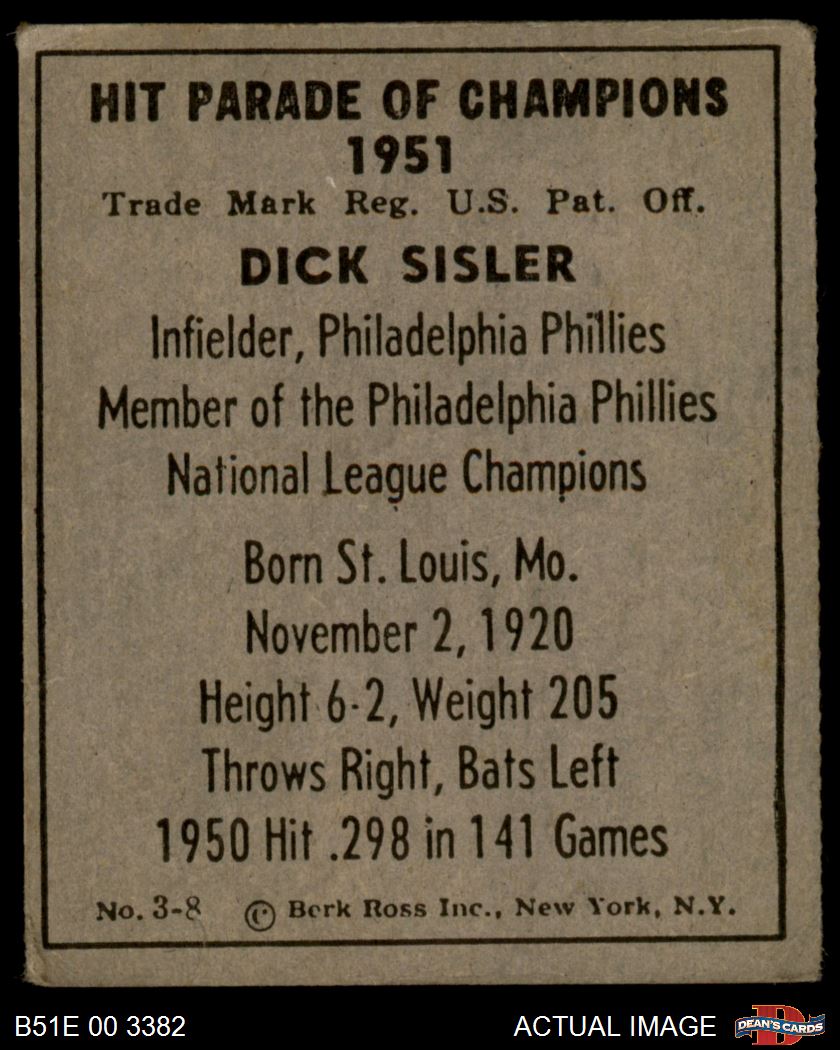 HIT PARADE OF CHAMPIONS
1951
Trade Mark Reg. U.S. Pat. Off.
DICK SISLER
Infielder, Philadelphia Phillies
Member of the Philadelphia Phillies
National League Champions
Born St. Louis, Mo.
November 2, 1920
Height 6-2, Weight 205
Throws Right, Bats Left
1950 Hit .298 in 141 Games
No. 3-8 © Berk Ross Inc., New York, N.Y.
B51E 00 3382 ACTUAL IMAGE D DEAN'S CARDS